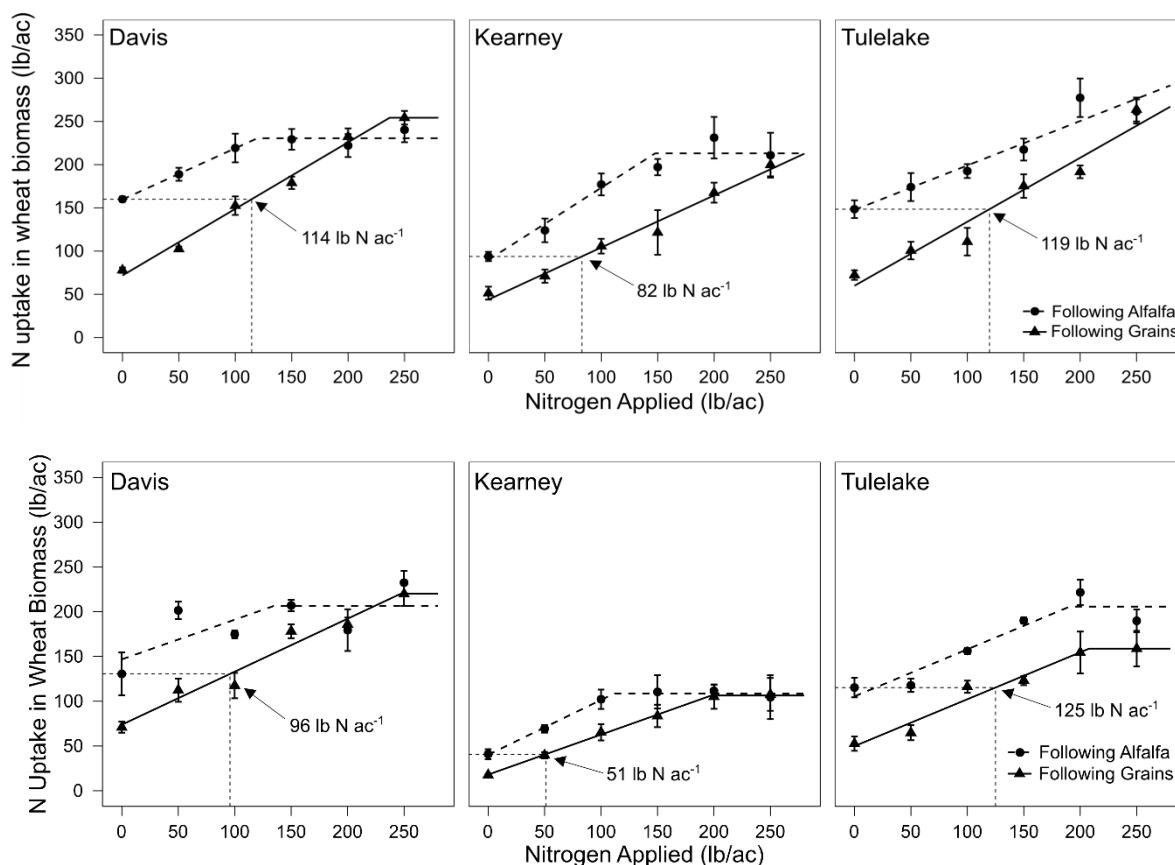 N uptake in wheat biomass (lb/ac)
350
300
250
200
150
100
50
0
Davis
114 lb N ac⁻¹
0 50 100 150 200 250
Kearney
82 lb N ac⁻¹
0 50 100 150 200 250
Tulelake
119 lb N ac⁻¹
Following Alfalfa
Following Grains
0 50 100 150 200 250
Nitrogen Applied (lb/ac)
N Uptake in Wheat Biomass (lb/ac)
350
300
250
200
150
100
50
0
Davis
96 lb N ac⁻¹
0 50 100 150 200 250
Kearney
51 lb N ac⁻¹
0 50 100 150 200 250
Tulelake
125 lb N ac⁻¹
Following Alfalfa
Following Grains
0 50 100 150 200 250
Nitrogen Applied (lb/ac)